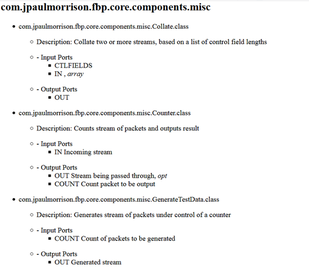 com.jpaulmorrison.fbp.core.components.misc
com.jpaulmorrison.fbp.core.components.misc.Collate.class
Description: Collate two or more streams, based on a list of control field lengths
- Input Ports
CTLFIELDS
IN , array
- Output Ports
OUT
com.jpaulmorrison.fbp.core.components.misc.Counter.class
Description: Counts stream of packets and outputs result
- Input Ports
IN Incoming stream
- Output Ports
OUT Stream being passed through, opt
COUNT Count packet to be output
com.jpaulmorrison.fbp.core.components.misc.GenerateTestData.class
Description: Generates stream of packets under control of a counter
- Input Ports
COUNT Count of packets to be generated
- Output Ports
OUT Generated stream